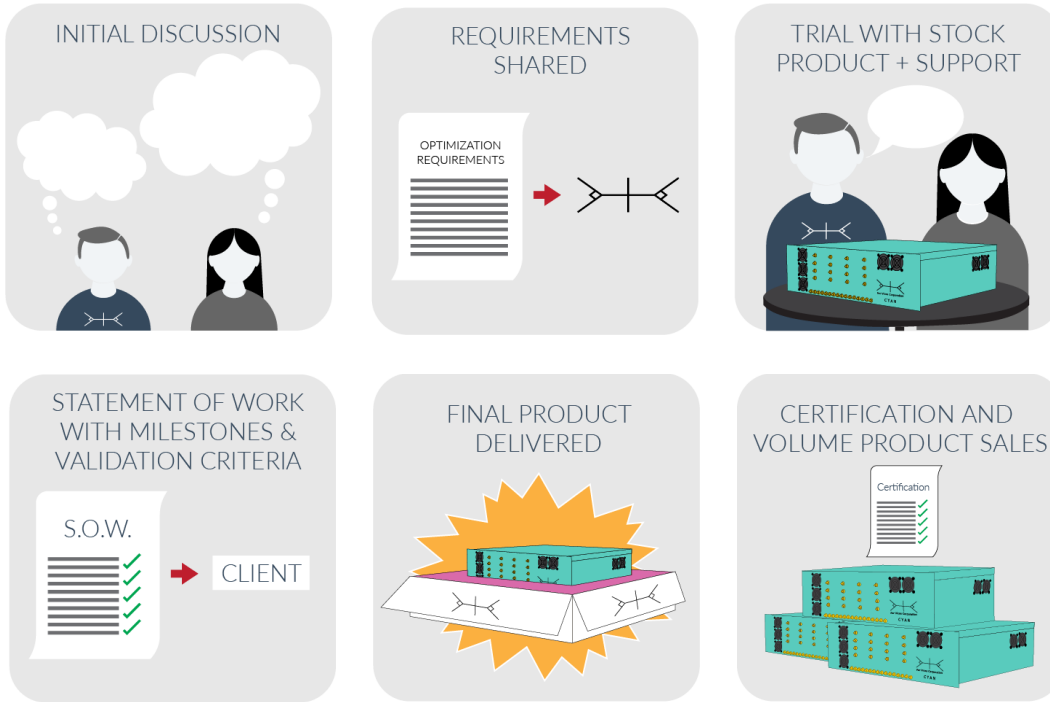 INITIAL DISCUSSION
REQUIREMENTS
SHARED
OPTIMIZATION
REQUIREMENTS
TRIAL WITH STOCK
PRODUCT + SUPPORT
CYAN
STATEMENT OF WORK
WITH MILESTONES &
VALIDATION CRITERIA
S.O.W.
CLIENT
FINAL PRODUCT
DELIVERED
CERTIFICATION AND
VOLUME PRODUCT SALES
Certification
CYAN
CYAN